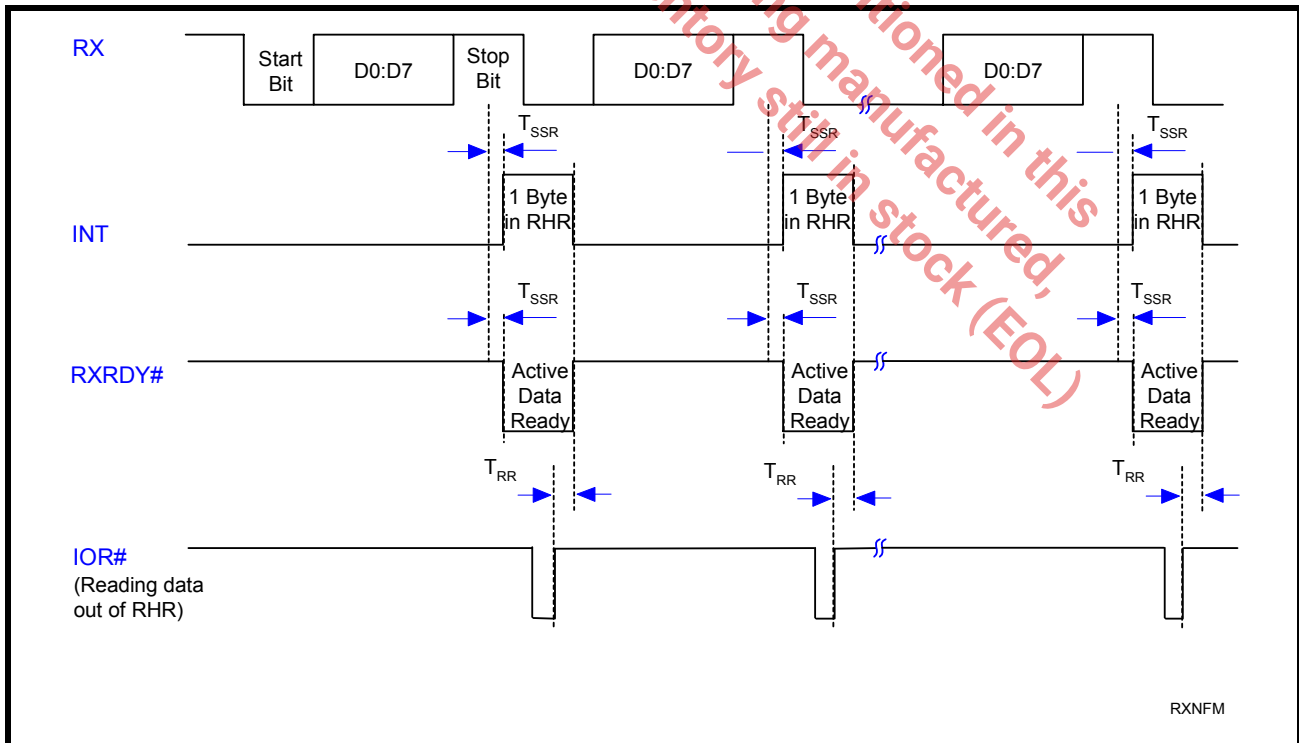 RX
Start
Bit
D0:D7
Stop
Bit
D0:D7
D0:D7
TSSR
TSSR
TSSR
INT
1 Byte
in RHR
1 Byte
in RHR
1 Byte
in RHR
TSSR
TSSR
TSSR
RXRDY#
Active
Data
Ready
Active
Data
Ready
Active
Data
Ready
TRR
TRR
TRR
IOR#
(Reading data
out of RHR)
RXNFM
tioned in this
ng manufactured,
ntory still in stock (EOL)